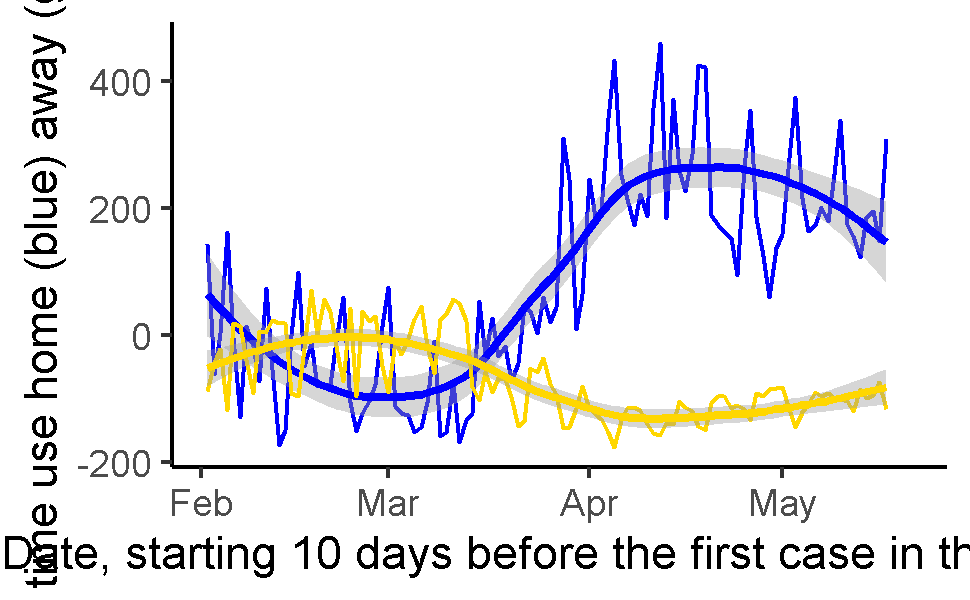 time use home (blue) away (
400
200
0
-200
Feb Mar Apr May
Date, starting 10 days before the first case in th